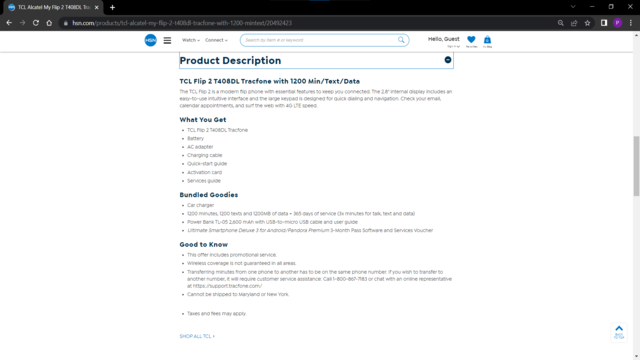 TCL Alcatel My Flip 2 T408DL Trac
hsn.com/products/tcl-alcatel-my-flip-2-t408dl-tracfone-with-1200-mintext/20492423
P
HSN
Watch
Connect
Search by item # or keyword
Hello, Guest
Product Description
TCL Flip 2 T408DL Tracfone with 1200 Min/Text/Data
The TCL Flip 2 is a modern flip phone with essential features to keep you connected. The 2.8" internal display includes an
easy-to-use intuitive interface and the large keypad is designed for quick dialing and navigation. Check your email,
calendar appointments, and surf the web with 4G LTE speed.
What You Get
• TCL Flip 2 T408DL Tracfone
• Battery
• AC adapter
• Charging cable
• Quick-start guide
• Activation card
• Services guide
Bundled Goodies
• Car charger
• 1200 minutes, 1200 texts and 1200MB of data + 365 days of service (3x minutes for talk, text and data)
• Power Bank TL-05 2,600 mAh with USB-to-micro USB cable and user guide
• Ultimate Smartphone Deluxe 3 for Android/Pandora Premium 3-Month Pass Software and Services Voucher
Good to Know
• This offer includes promotional service.
• Wireless coverage is not guaranteed in all areas.
• Transferring minutes from one phone to another has to be on the same phone number. If you wish to transfer to
another number, it will require customer service assistance: Call 1-800-867-7183 or chat with an online representative
at https://support.tracfone.com/
• Cannot be shipped to Maryland or New York.
• Taxes and fees may apply.
SHOP ALL TCL >
BACK
TO TOP